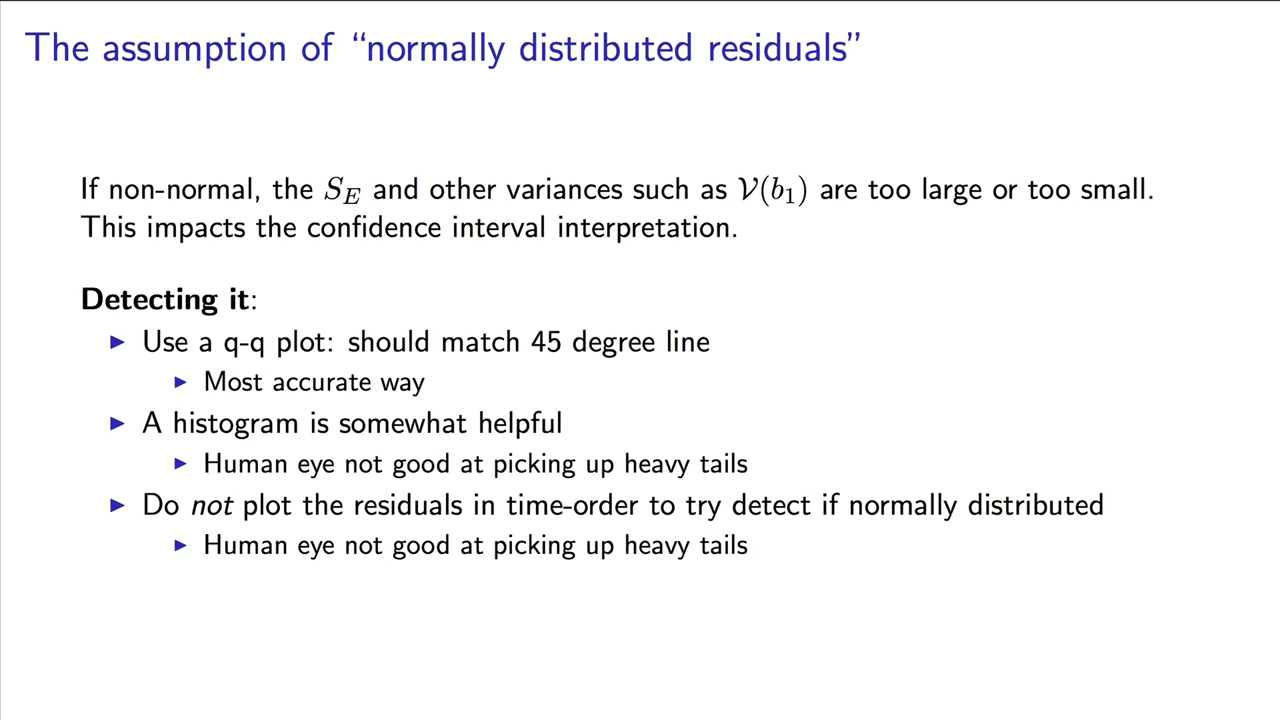 The assumption of “normally distributed residuals”
If non-normal, the S_E and other variances such as 𝒱(b₁) are too large or too small.
This impacts the confidence interval interpretation.
Detecting it:
▶ Use a q-q plot: should match 45 degree line
▶ Most accurate way
▶ A histogram is somewhat helpful
▶ Human eye not good at picking up heavy tails
▶ Do not plot the residuals in time-order to try detect if normally distributed
▶ Human eye not good at picking up heavy tails